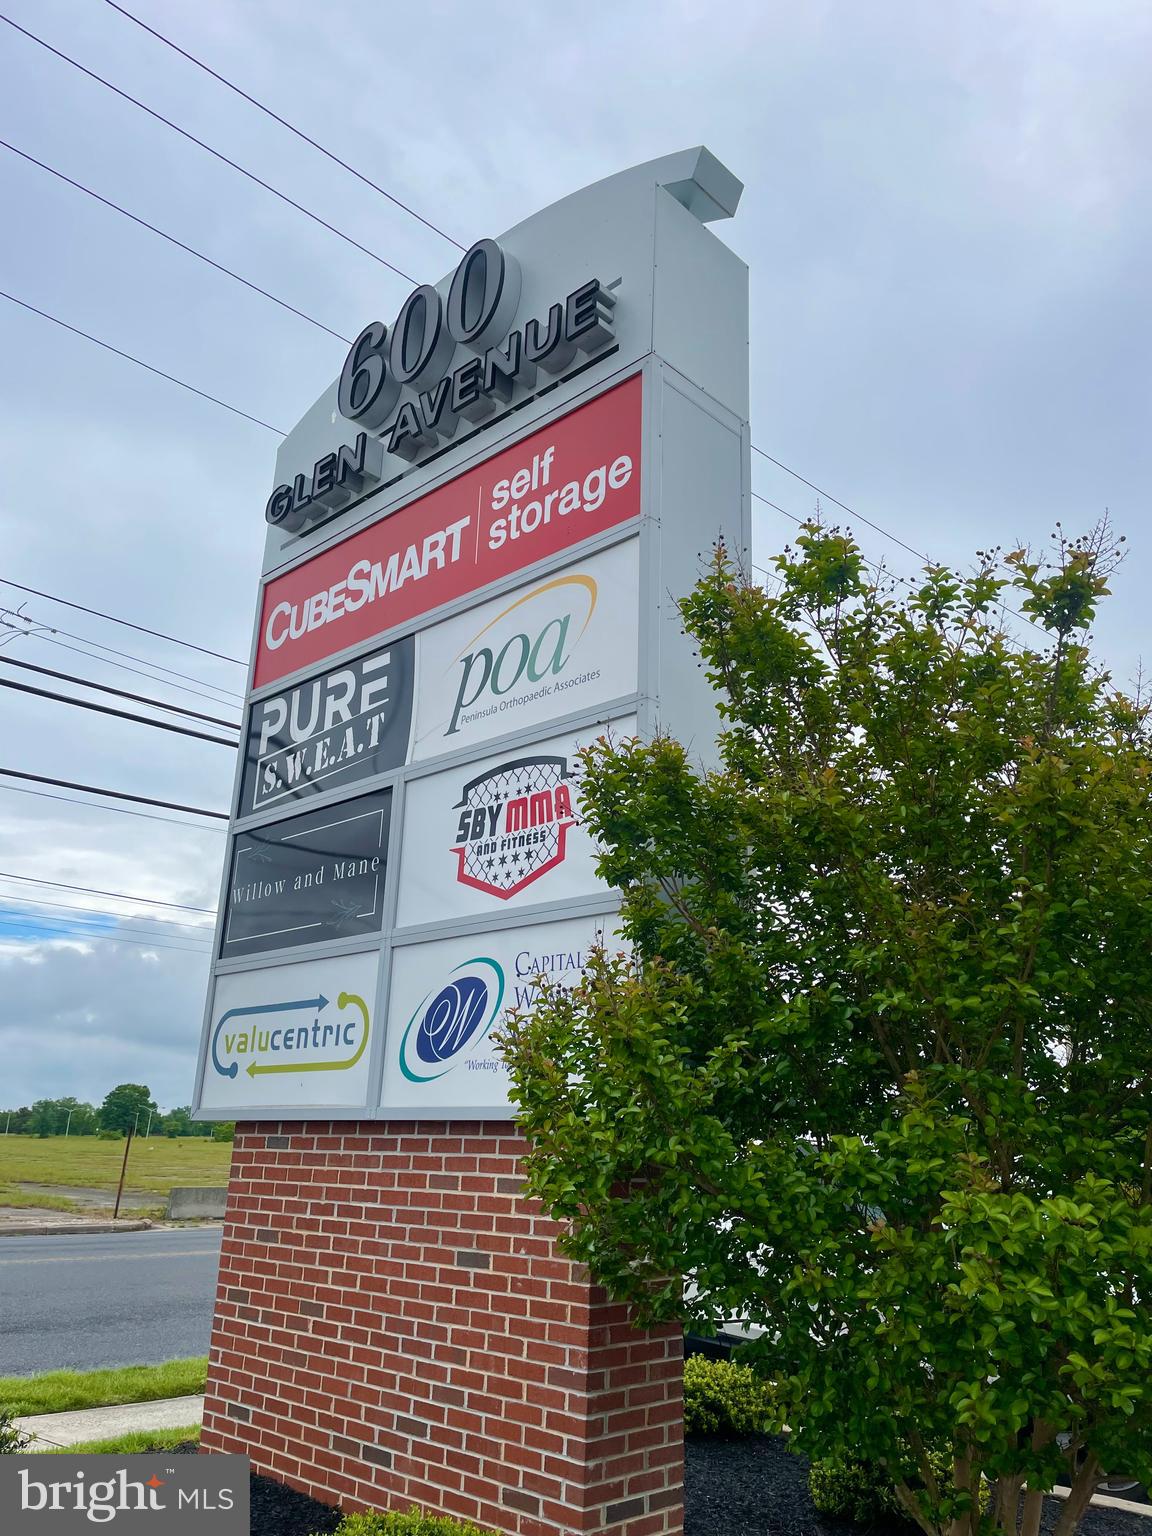 600
GLEN AVENUE
CUBESMART
self
storage
PURE
S.W.E.A.T
poa
Peninsula Orthopaedic Associates
Willow and Mane
SBY MMA
AND FITNESS
valucentric
CAPITAL
"Working
bright™ MLS